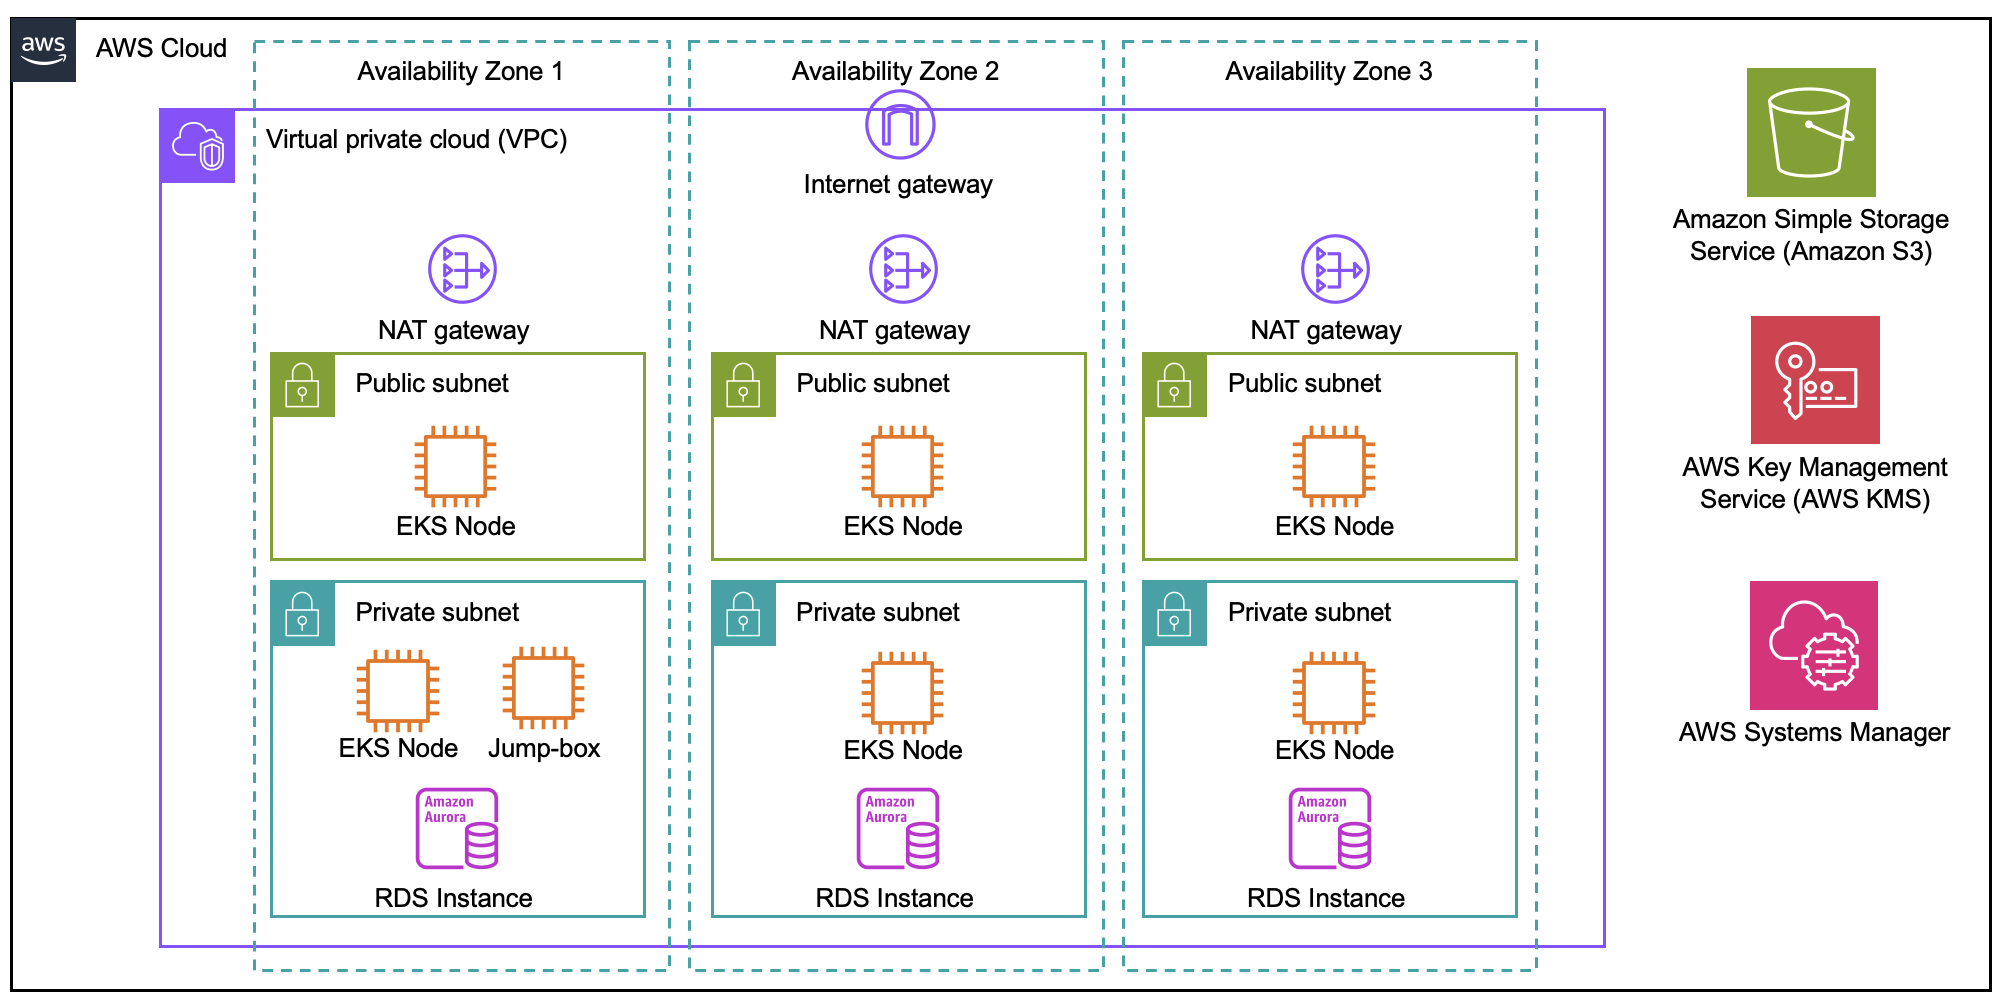 aws
AWS Cloud
Availability Zone 1
Availability Zone 2
Availability Zone 3
Virtual private cloud (VPC)
Internet gateway
NAT gateway
NAT gateway
NAT gateway
Public subnet
Public subnet
Public subnet
EKS Node
EKS Node
EKS Node
Private subnet
Private subnet
Private subnet
EKS Node
Jump-box
EKS Node
EKS Node
Amazon
Aurora
Amazon
Aurora
Amazon
Aurora
RDS Instance
RDS Instance
RDS Instance
Amazon Simple Storage
Service (Amazon S3)
AWS Key Management
Service (AWS KMS)
AWS Systems Manager